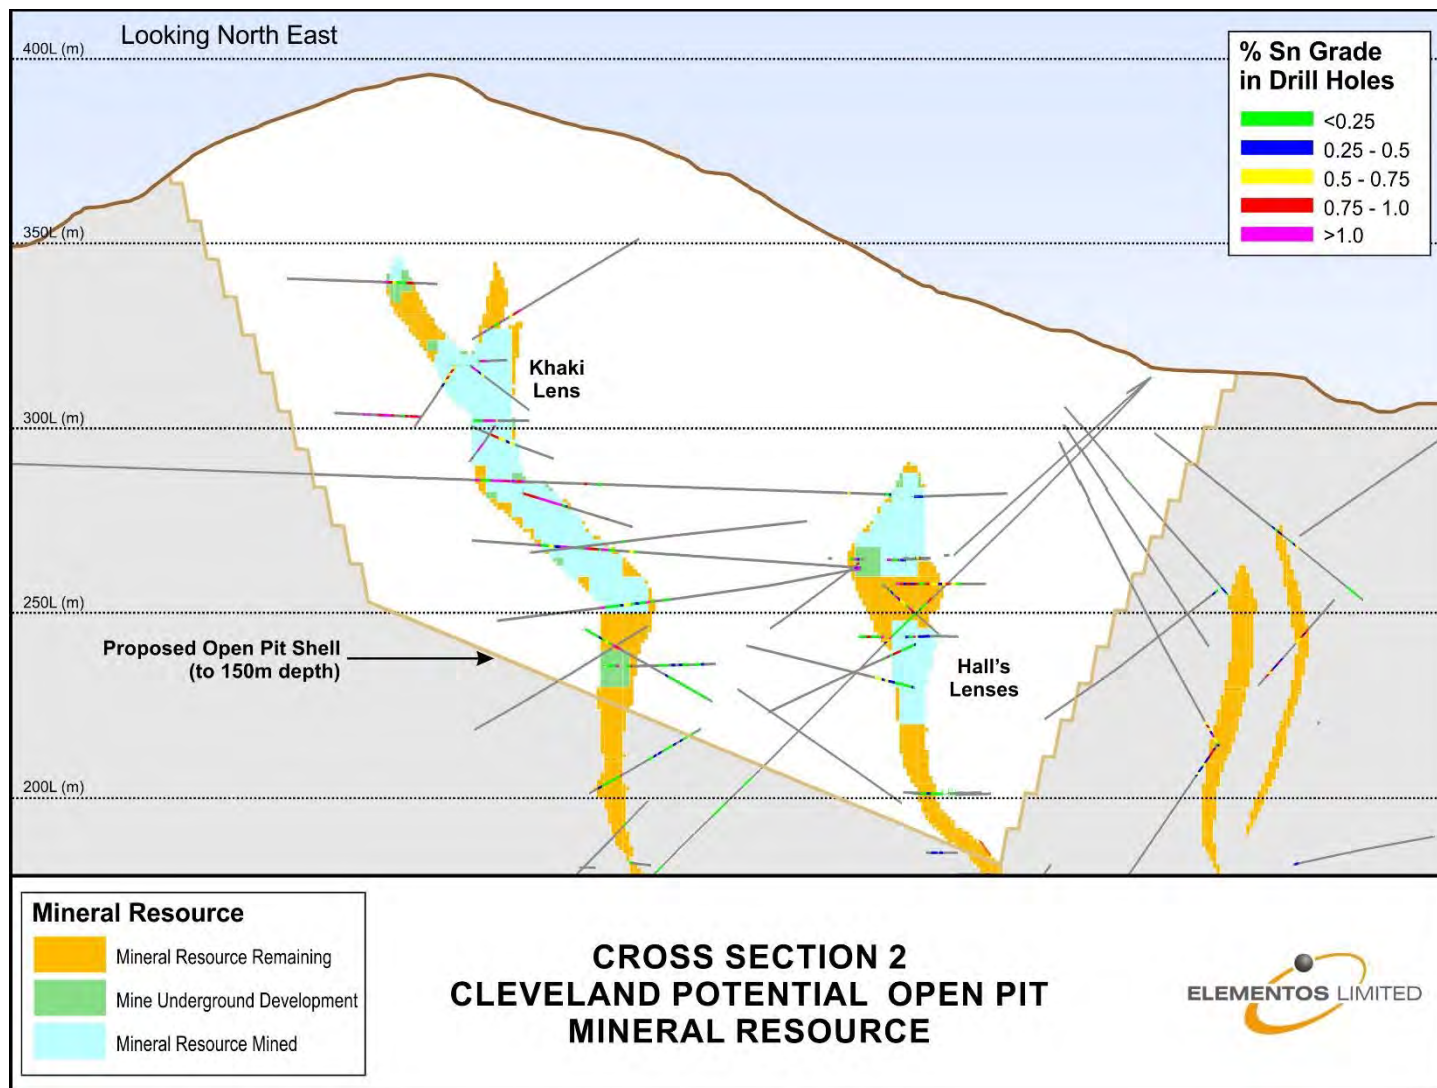 Looking North East
400L (m)
350L (m)
300L (m)
250L (m)
200L (m)
% Sn Grade
in Drill Holes
<0.25
0.25 - 0.5
0.5 - 0.75
0.75 - 1.0
>1.0
Khaki
Lens
Proposed Open Pit Shell
(to 150m depth)
Hall's
Lenses
Mineral Resource
Mineral Resource Remaining
Mine Underground Development
Mineral Resource Mined
CROSS SECTION 2
CLEVELAND POTENTIAL OPEN PIT
MINERAL RESOURCE
ELEMENTOS LIMITED